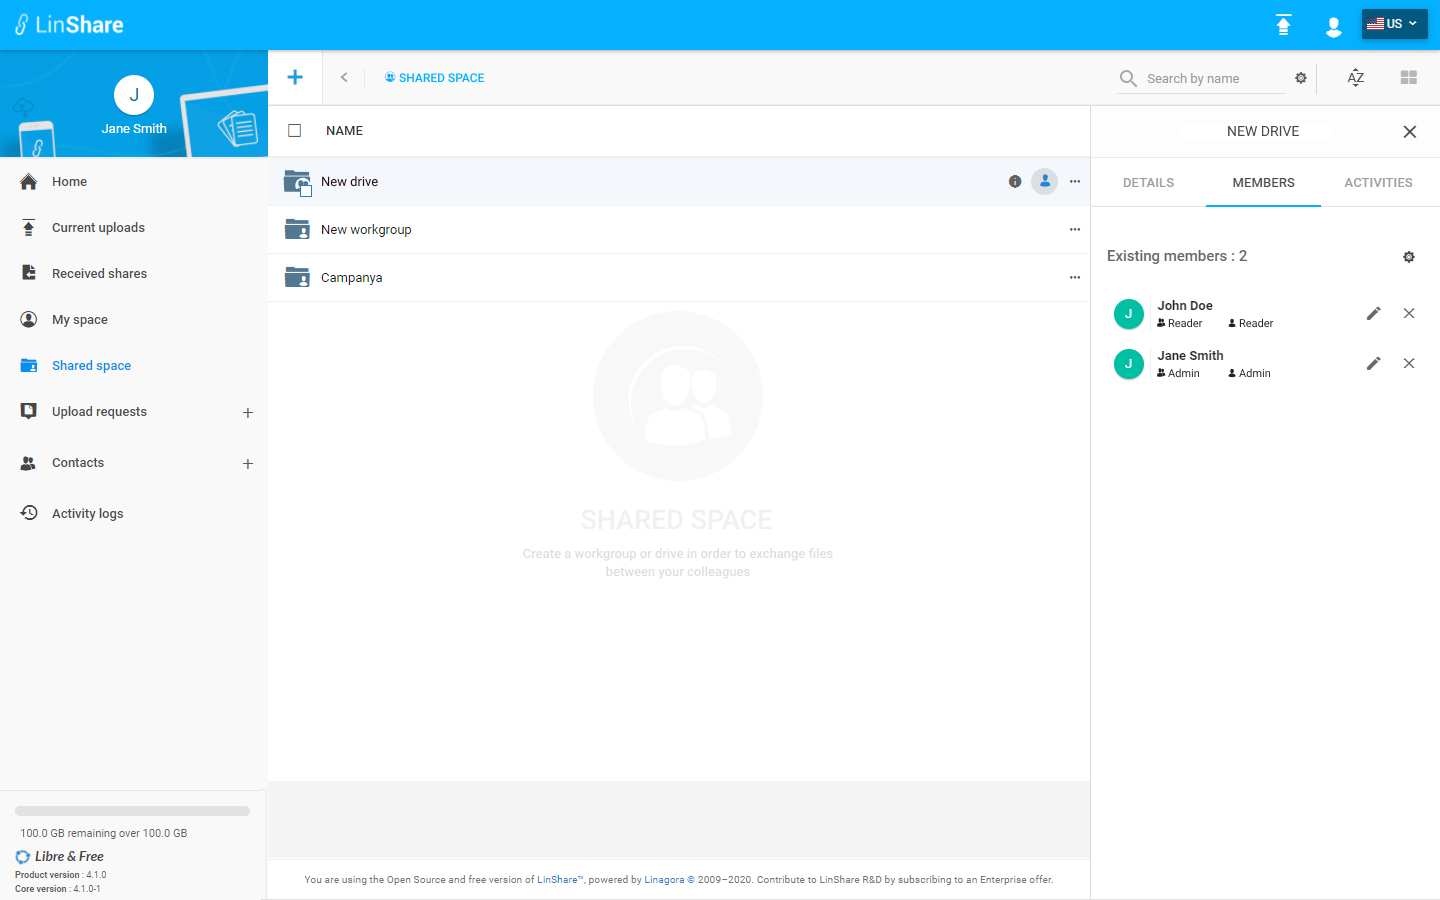 LinShare
US
J
Jane Smith
SHARED SPACE
Search by name
AZ
Home
Current uploads
Received shares
My space
Shared space
Upload requests
Contacts
Activity logs
100.0 GB remaining over 100.0 GB
Libre & Free
Product version : 4.1.0
Core version : 4.1.0-1
NAME
New drive
New workgroup
Campanya
SHARED SPACE
Create a workgroup or drive in order to exchange files
between your colleagues
NEW DRIVE
DETAILS MEMBERS ACTIVITIES
Existing members : 2
J
John Doe
Reader Reader
J
Jane Smith
Admin Admin
You are using the Open Source and free version of LinShare™, powered by Linagora © 2009–2020. Contribute to LinShare R&D by subscribing to an Enterprise offer.